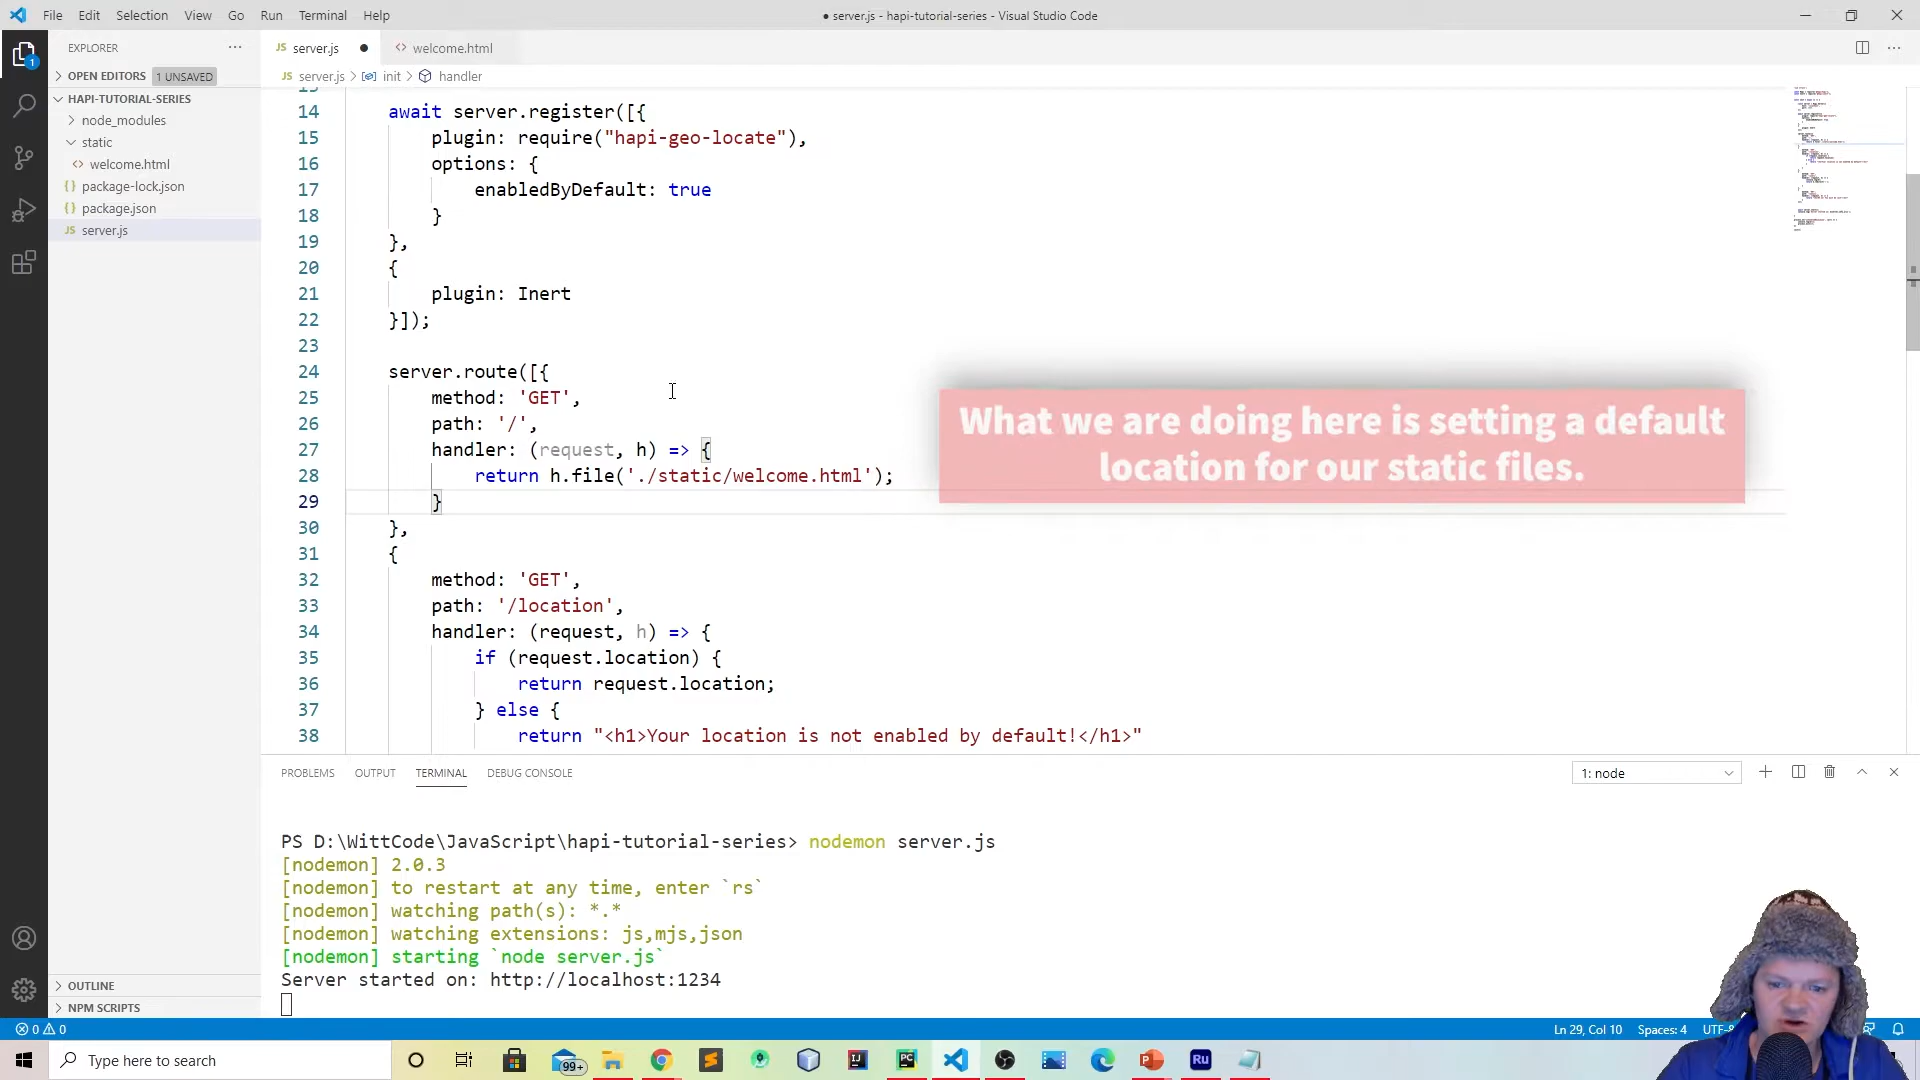 File Edit Selection View Go Run Terminal Help
● server.js - hapi-tutorial-series - Visual Studio Code
EXPLORER ···
JS server.js ●
<> welcome.html
OPEN EDITORS 1 UNSAVED
JS server.js > init > handler
HAPI-TUTORIAL-SERIES
node_modules
static
<> welcome.html
{} package-lock.json
{} package.json
JS server.js
14 await server.register([{
15 plugin: require("hapi-geo-locate"),
16 options: {
17 enabledByDefault: true
18 }
19 },
20 {
21 plugin: Inert
22 }]);
23
24 server.route([{
25 method: 'GET',
26 path: '/',
27 handler: (request, h) => {
28 return h.file('./static/welcome.html');
29 }
30 },
31 {
32 method: 'GET',
33 path: '/location',
34 handler: (request, h) => {
35 if (request.location) {
36 return request.location;
37 } else {
38 return "<h1>Your location is not enabled by default!</h1>"
What we are doing here is setting a default
location for our static files.
PROBLEMS OUTPUT TERMINAL DEBUG CONSOLE
1: node
PS D:\WittCode\JavaScript\hapi-tutorial-series> nodemon server.js
[nodemon] 2.0.3
[nodemon] to restart at any time, enter `rs`
[nodemon] watching path(s): *.*
[nodemon] watching extensions: js,mjs,json
[nodemon] starting `node server.js`
Server started on: http://localhost:1234
OUTLINE
NPM SCRIPTS
0 0
Ln 29, Col 10 Spaces: 4
Type here to search
99+
IJ
PC
P
Ru